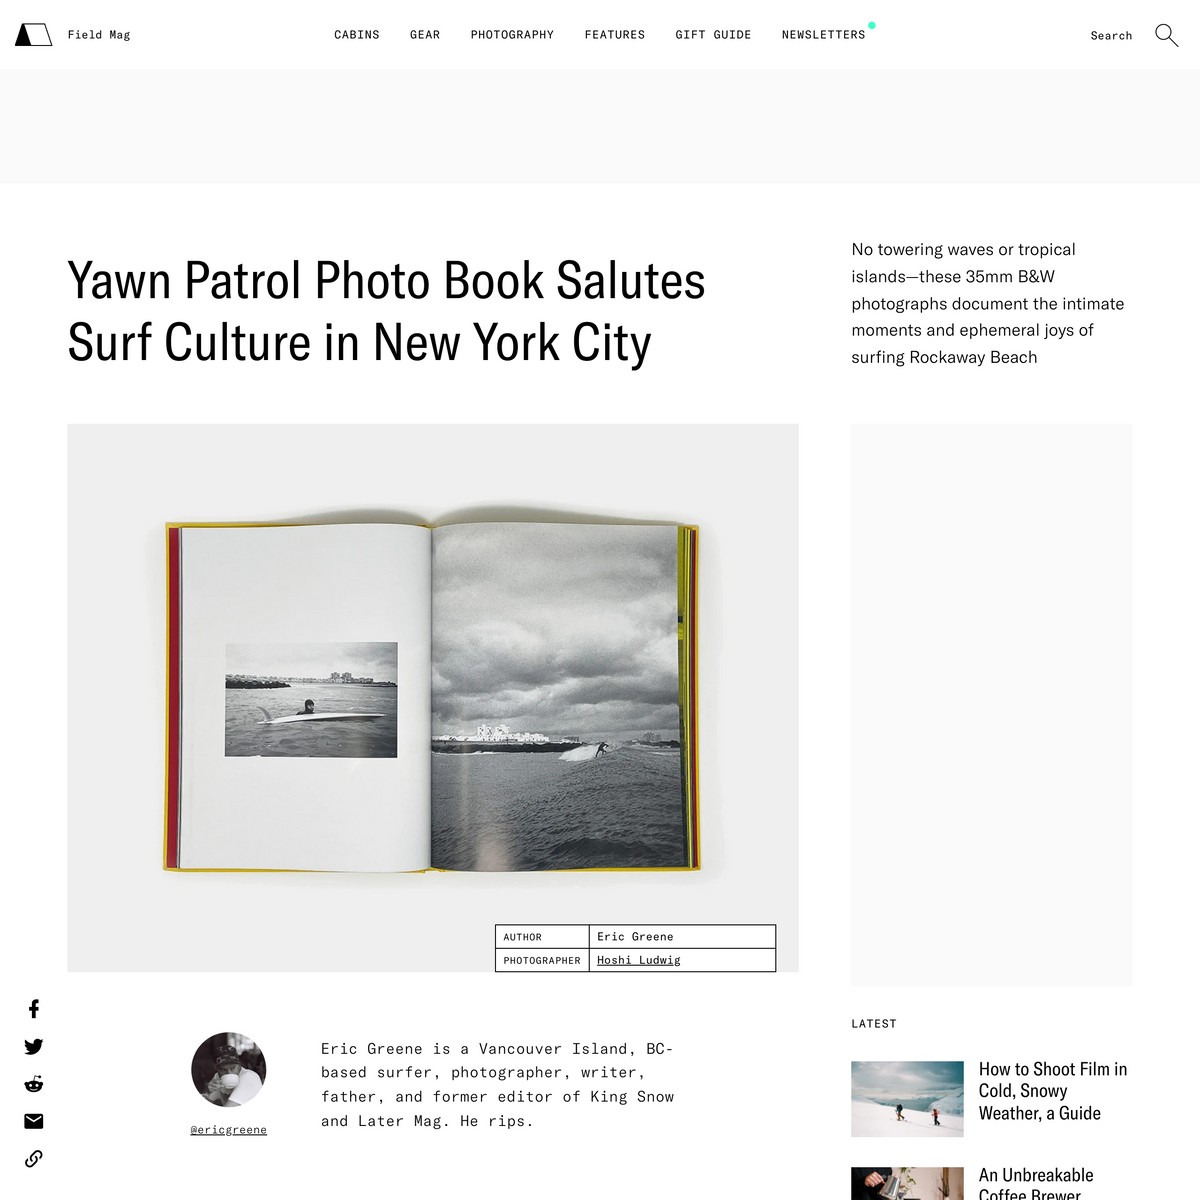 Field Mag
CABINS
GEAR
PHOTOGRAPHY
FEATURES
GIFT GUIDE
NEWSLETTERS
Search
Yawn Patrol Photo Book Salutes
Surf Culture in New York City
No towering waves or tropical
islands—these 35mm B&W
photographs document the intimate
moments and ephemeral joys of
surfing Rockaway Beach
AUTHOR Eric Greene
PHOTOGRAPHER Hoshi Ludwig
@ericgreene
Eric Greene is a Vancouver Island, BC-
based surfer, photographer, writer,
father, and former editor of King Snow
and Later Mag. He rips.
LATEST
How to Shoot Film in
Cold, Snowy
Weather, a Guide
An Unbreakable
Coffee Brewer